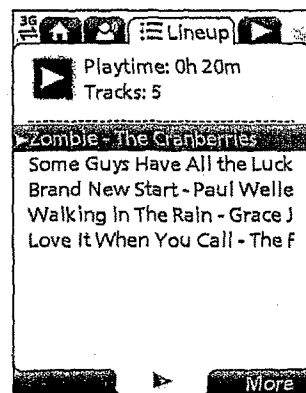 3G
Lineup
Playtime: 0h 20m
Tracks: 5
Zombie - The Cranberries
Some Guys Have All the Luck
Brand New Start - Paul Welle
Walking In The Rain - Grace J
Love It When You Call - The F
More